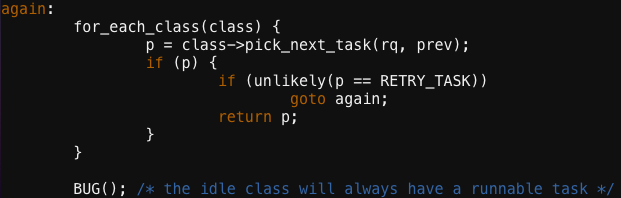 again:
        for_each_class(class) {
                p = class->pick_next_task(rq, prev);
                if (p) {
                        if (unlikely(p == RETRY_TASK))
                                goto again;
                        return p;
                }
        }

        BUG(); /* the idle class will always have a runnable task */